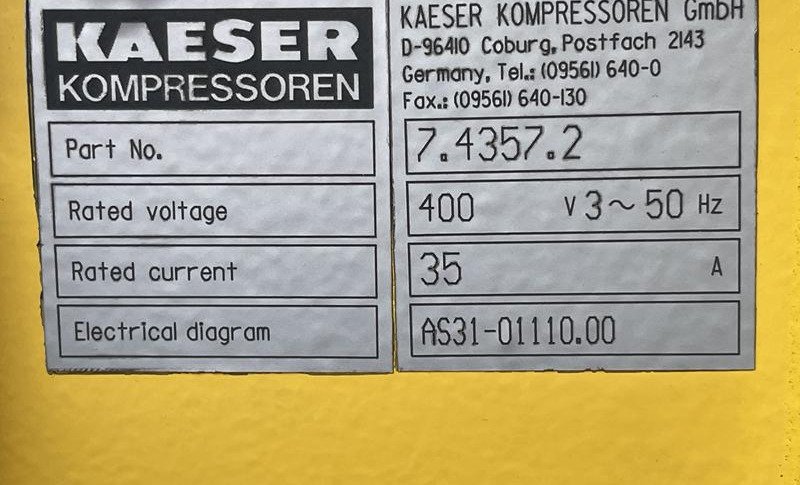 KAESER
KOMPRESSOREN
KAESER KOMPRESSOREN GmbH
D-96410 Coburg, Postfach 2143
Germany, Tel.: (09561) 640-0
Fax.: (09561) 640-130
Part No. 7.4357.2
Rated voltage 400 V 3~ 50 Hz
Rated current 35 A
Electrical diagram AS31-01110.00